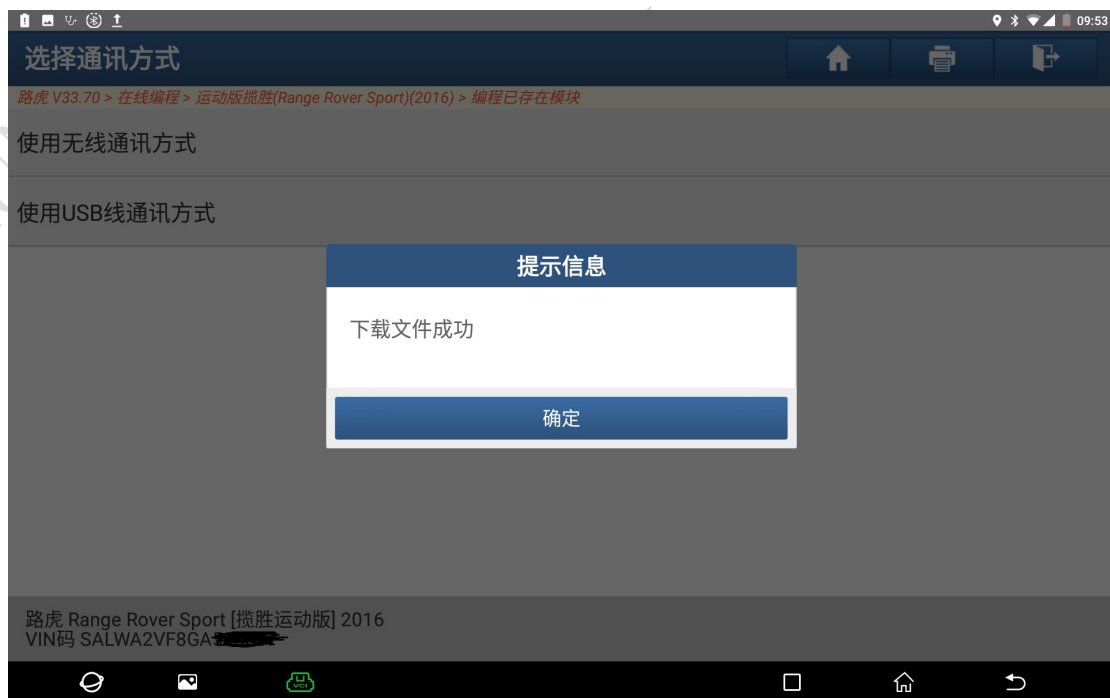 09:53
选择通讯方式
路虎 V33.70 > 在线编程 > 运动版揽胜(Range Rover Sport)(2016) > 编程已存在模块
使用无线通讯方式
使用USB线通讯方式
提示信息
下载文件成功
确定
路虎 Range Rover Sport [揽胜运动版] 2016
VIN码 SALWA2VF8GA
VCI